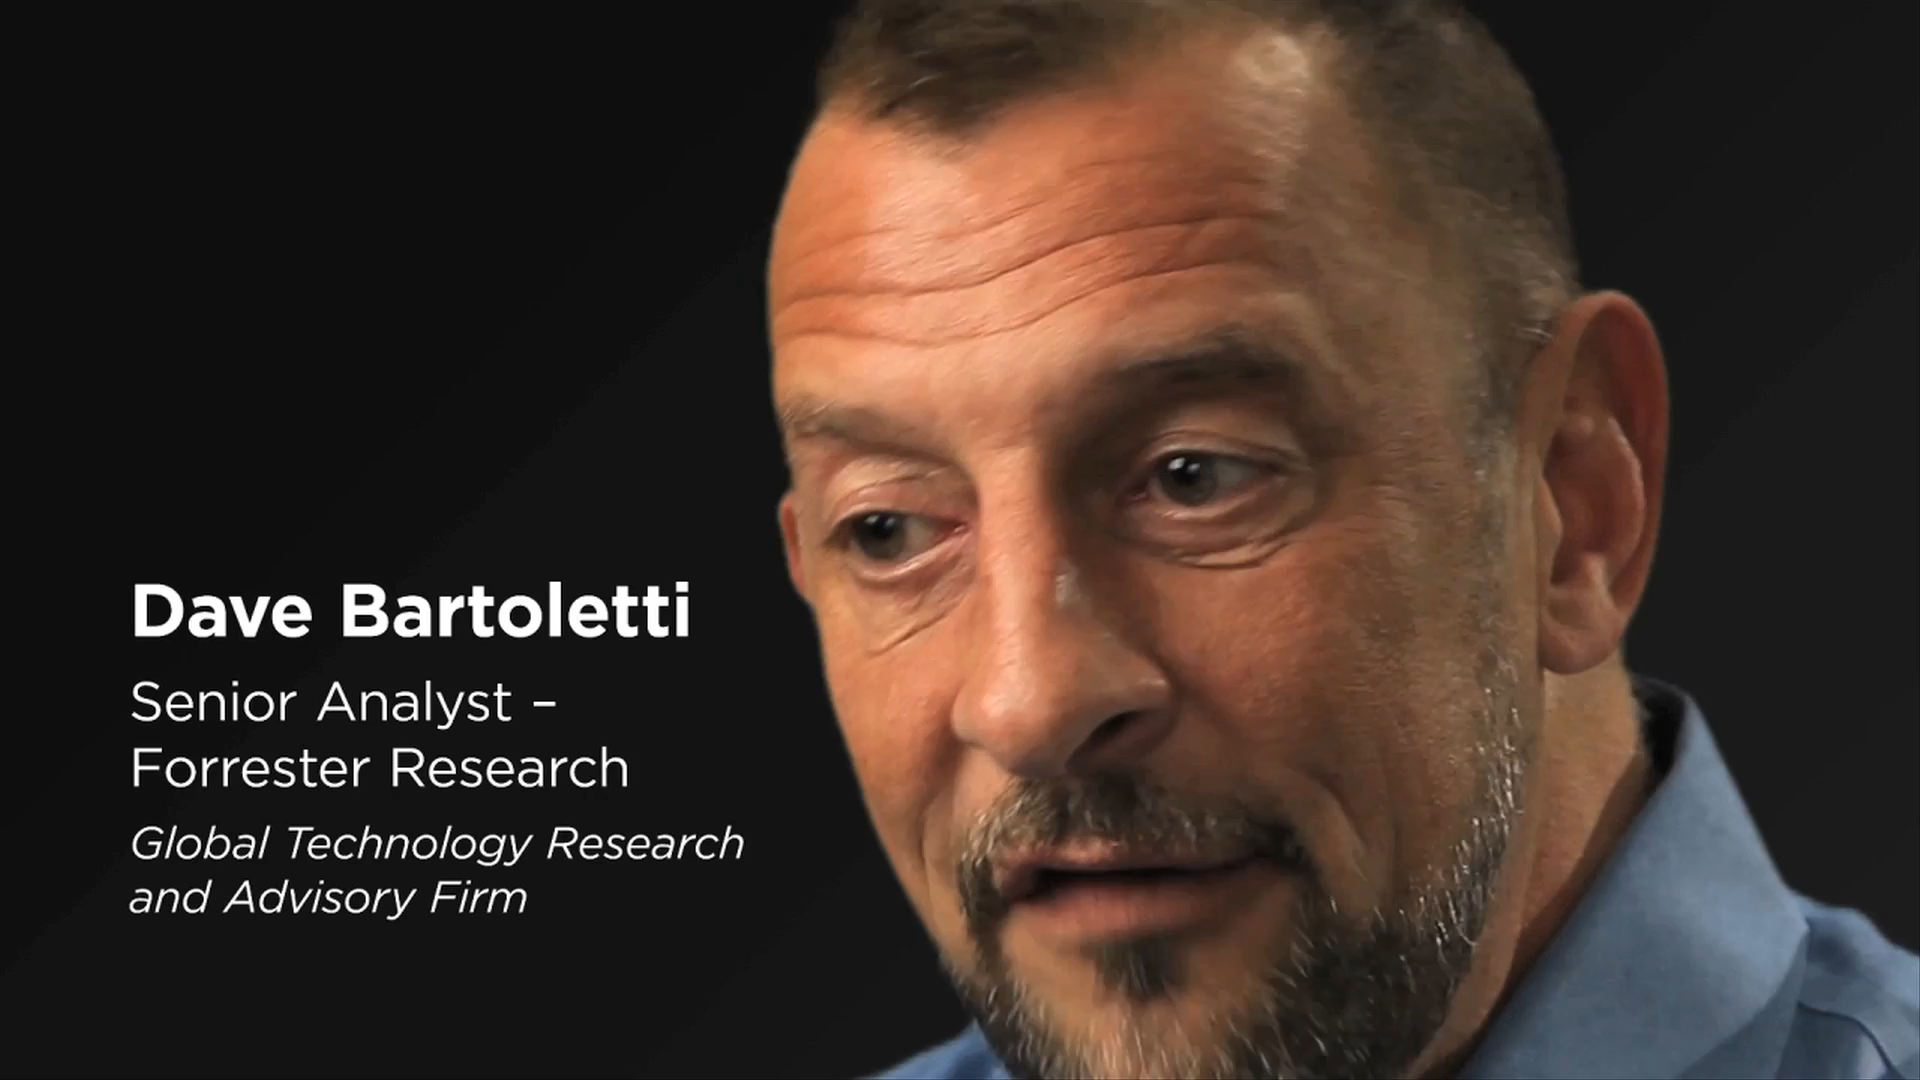 Dave Bartoletti
Senior Analyst –
Forrester Research
Global Technology Research
and Advisory Firm